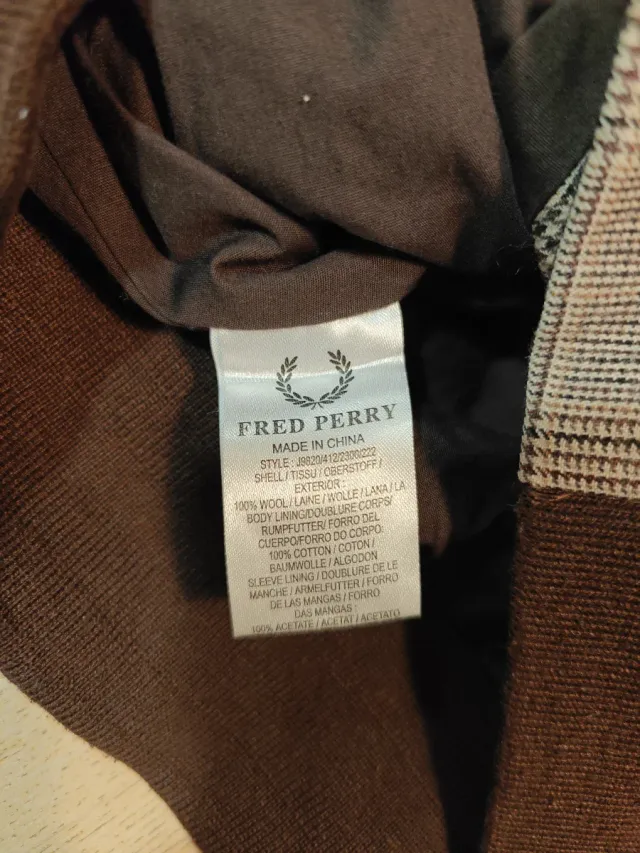 FRED PERRY
MADE IN CHINA
STYLE : J9820/412/2300/222
SHELL / TISSU / OBERSTOFF /
EXTERIOR :
100% WOOL / LAINE / WOLLE / LANA / LA
BODY LINING/DOUBLURE CORPS/
RUMPFUTTER/ FORRO DEL
CUERPO/FORRO DO CORPO:
100% COTTON / COTON /
BAUMWOLLE / ALGODON
SLEEVE LINING / DOUBLURE DE LE
MANCHE / ARMELFUTTER / FORRO
DE LAS MANGAS / FORRO
DAS MANGAS :
100% ACETATE / ACETAT / ACETATO